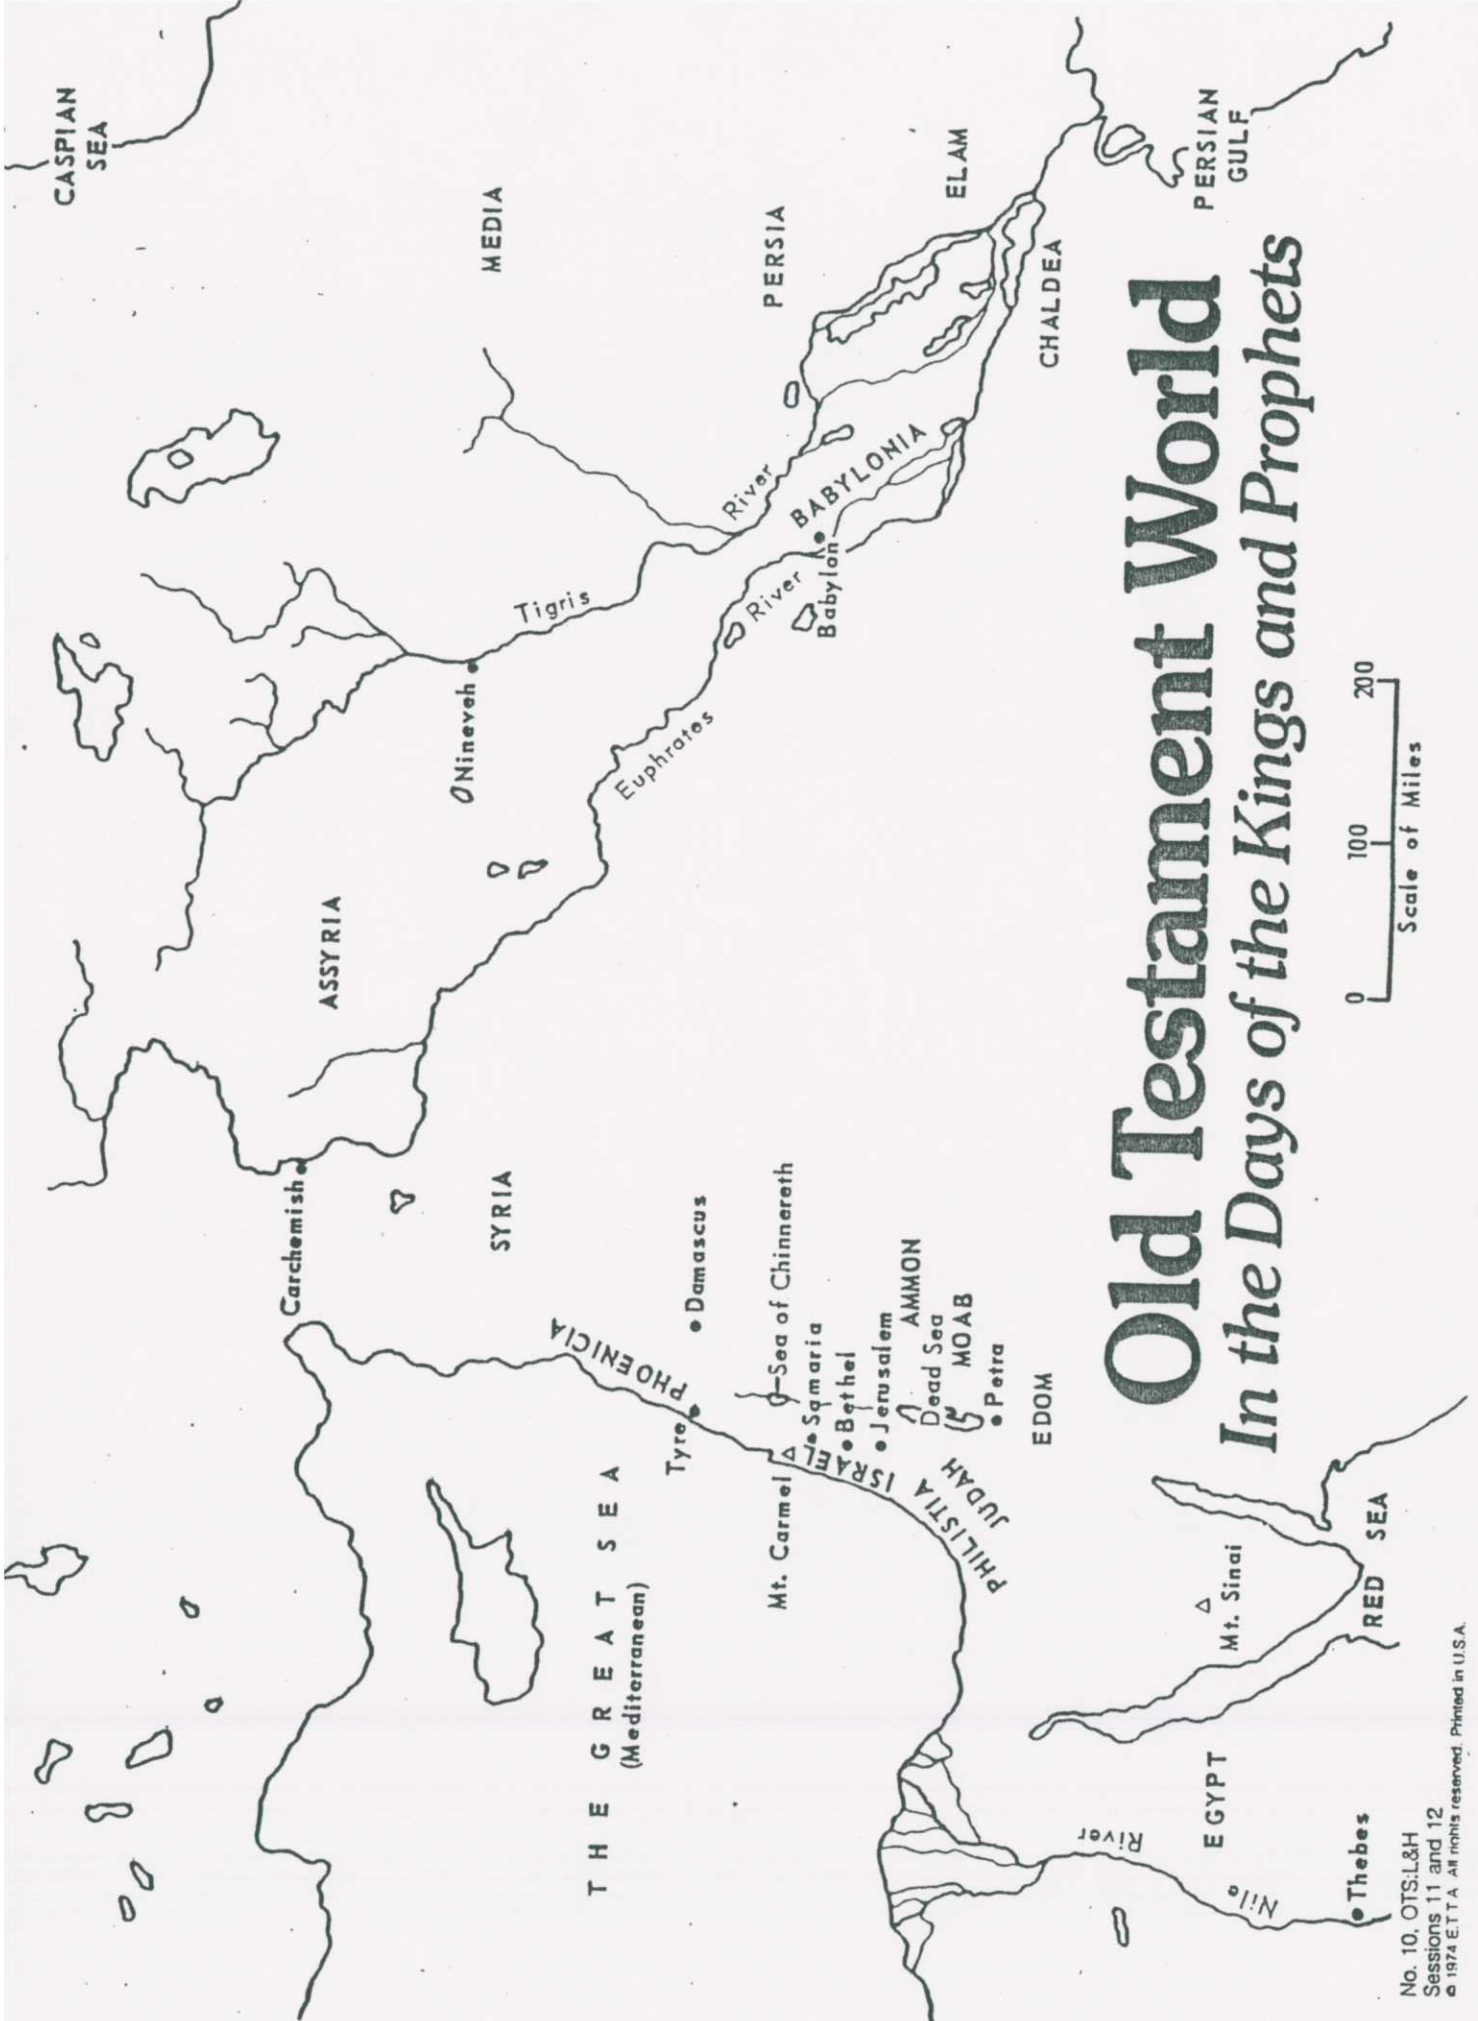 CASPIAN
SEA
MEDIA
PERSIA
ELAM
PERSIAN
GULF
CHALDEA
BABYLONIA
Babylon
Tigris River
Euphrates River
Nineveh
ASSYRIA
Carchemish
SYRIA
Damascus
PHOENICIA
Tyre
Sea of Chinnereth
Mt. Carmel
Samaria
ISRAEL
Bethel
Jerusalem
AMMON
Dead Sea
MOAB
Petra
EDOM
PHILISTIA
JUDAH
THE GREAT SEA
(Mediterranean)
Mt. Sinai
RED SEA
EGYPT
Nile River
Thebes
Old Testament World
In the Days of the Kings and Prophets
0 100 200
Scale of Miles
No. 10, OTS:L&H
Sessions 11 and 12
© 1974 E.T.T.A. All rights reserved. Printed in U.S.A.